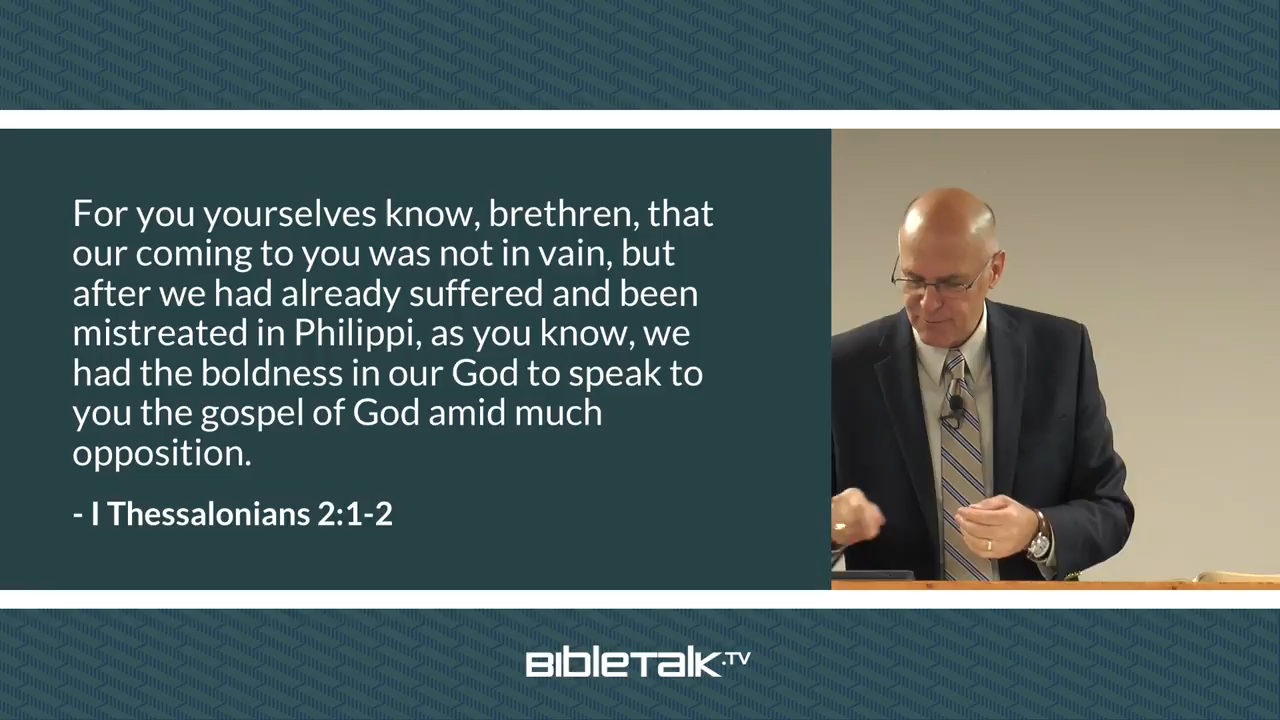 For you yourselves know, brethren, that
our coming to you was not in vain, but
after we had already suffered and been
mistreated in Philippi, as you know, we
had the boldness in our God to speak to
you the gospel of God amid much
opposition.
- I Thessalonians 2:1-2
BibleTalk.TV